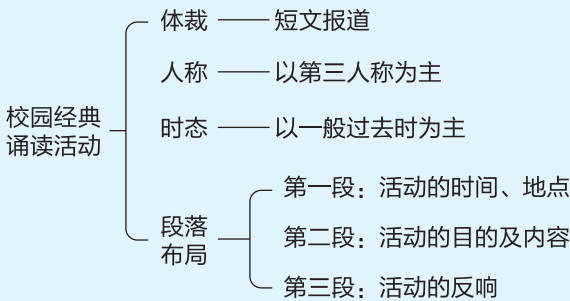 校园经典
诵读活动
体裁
短文报道
人称
以第三人称为主
时态
以一般过去时为主
段落
布局
第一段：活动的时间、地点
第二段：活动的目的及内容
第三段：活动的反响